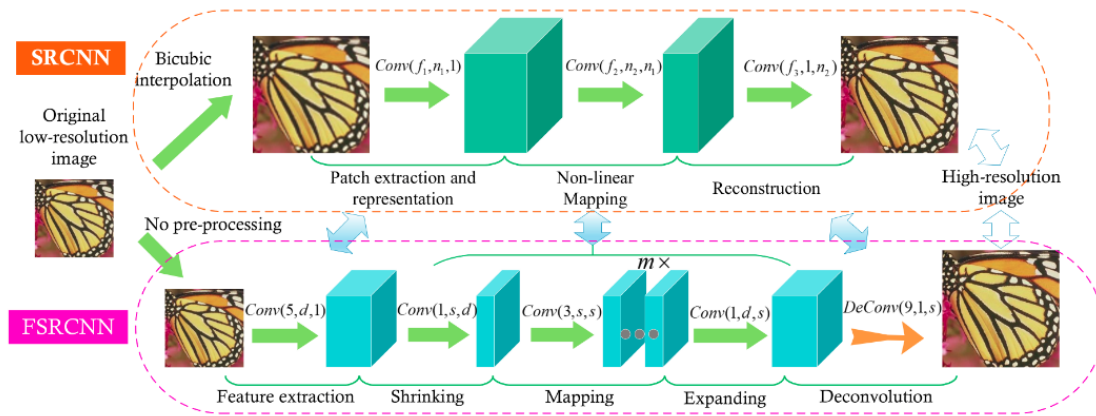 SRCNN
Bicubic
interpolation
Original
low-resolution
image
Conv(f₁,n₁,1)
Conv(f₂,n₂,n₁)
Conv(f₃,1,n₂)
Patch extraction and
representation
Non-linear
Mapping
Reconstruction
High-resolution
image
No pre-processing
FSRCNN
m×
Conv(5,d,1)
Conv(1,s,d)
Conv(3,s,s)
Conv(1,d,s)
DeConv(9,1,s)
Feature extraction
Shrinking
Mapping
Expanding
Deconvolution